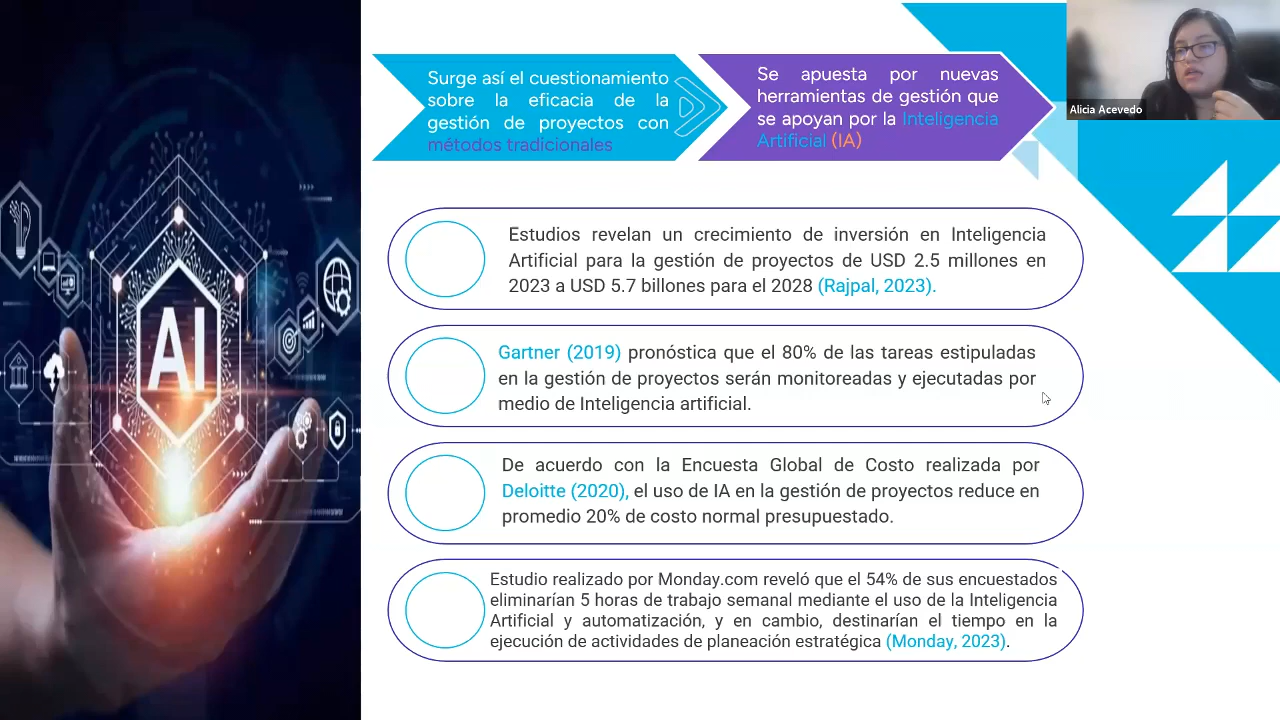 Surge así el cuestionamiento
sobre la eficacia de la
gestión de proyectos con
métodos tradicionales
Se apuesta por nuevas
herramientas de gestión que
se apoyan por la Inteligencia
Artificial (IA)
Alicia Acevedo
AI
Estudios revelan un crecimiento de inversión en Inteligencia
Artificial para la gestión de proyectos de USD 2.5 millones en
2023 a USD 5.7 billones para el 2028 (Rajpal, 2023).
Gartner (2019) pronóstica que el 80% de las tareas estipuladas
en la gestión de proyectos serán monitoreadas y ejecutadas por
medio de Inteligencia artificial.
De acuerdo con la Encuesta Global de Costo realizada por
Deloitte (2020), el uso de IA en la gestión de proyectos reduce en
promedio 20% de costo normal presupuestado.
Estudio realizado por Monday.com reveló que el 54% de sus encuestados
eliminarían 5 horas de trabajo semanal mediante el uso de la Inteligencia
Artificial y automatización, y en cambio, destinarían el tiempo en la
ejecución de actividades de planeación estratégica (Monday, 2023).